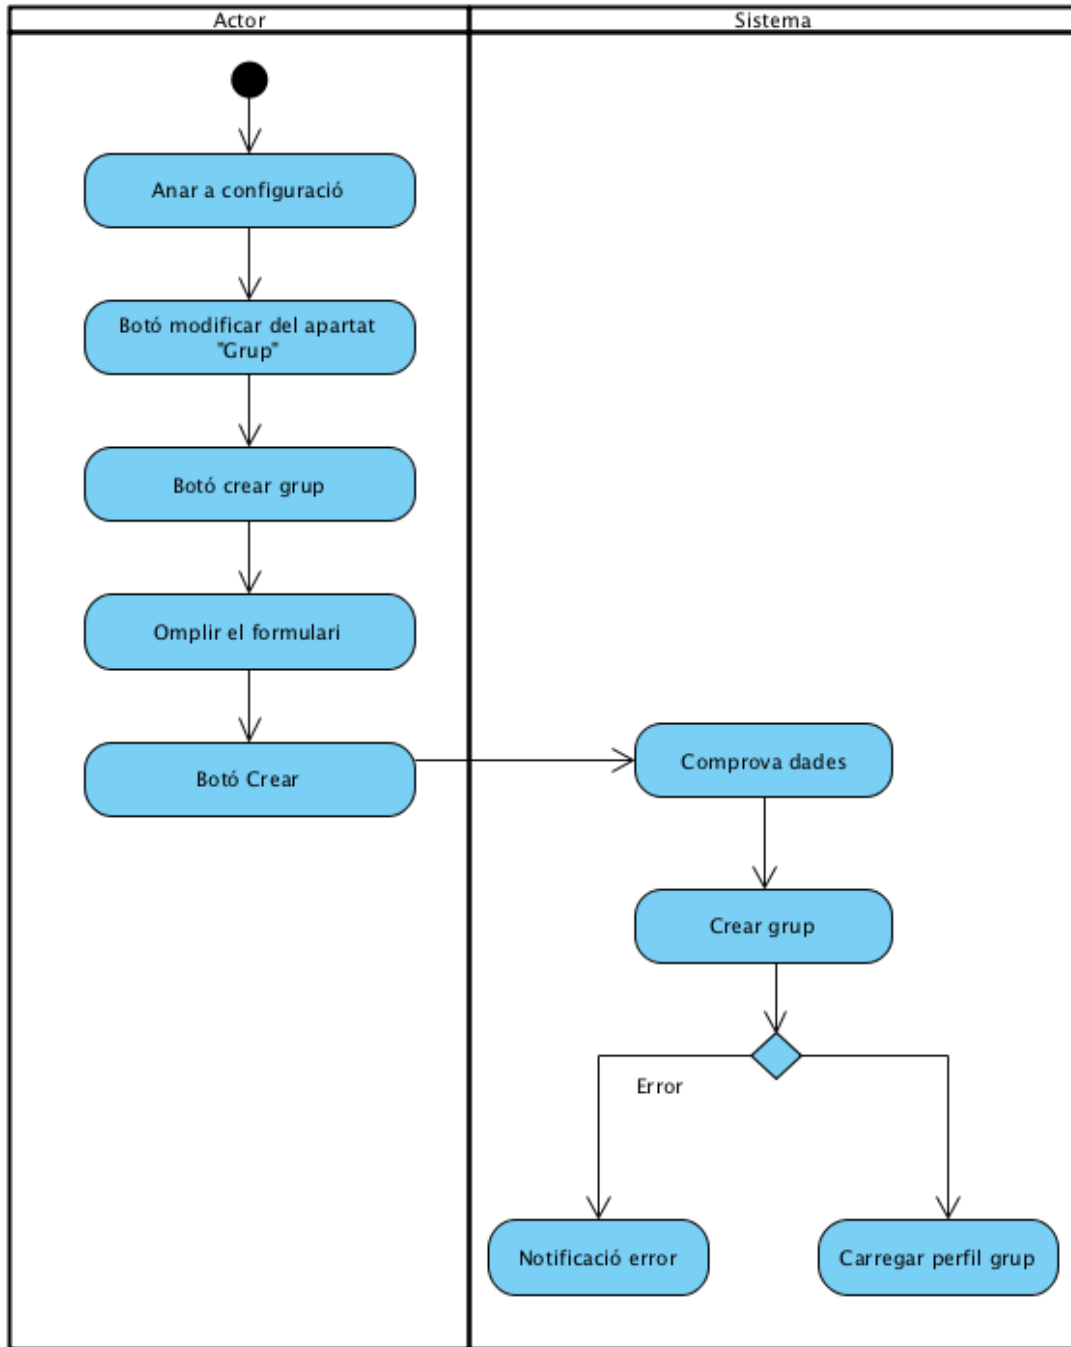 Actor
Sistema
Anar a configuració
Botó modificar del apartat
"Grup"
Botó crear grup
Omplir el formulari
Botó Crear
Comprova dades
Crear grup
Error
Notificació error
Carregar perfil grup